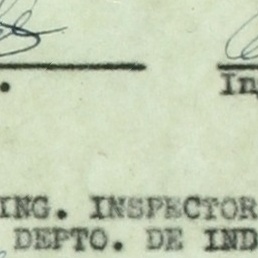 In
ING. INSPECTOR
DEPTO. DE IND